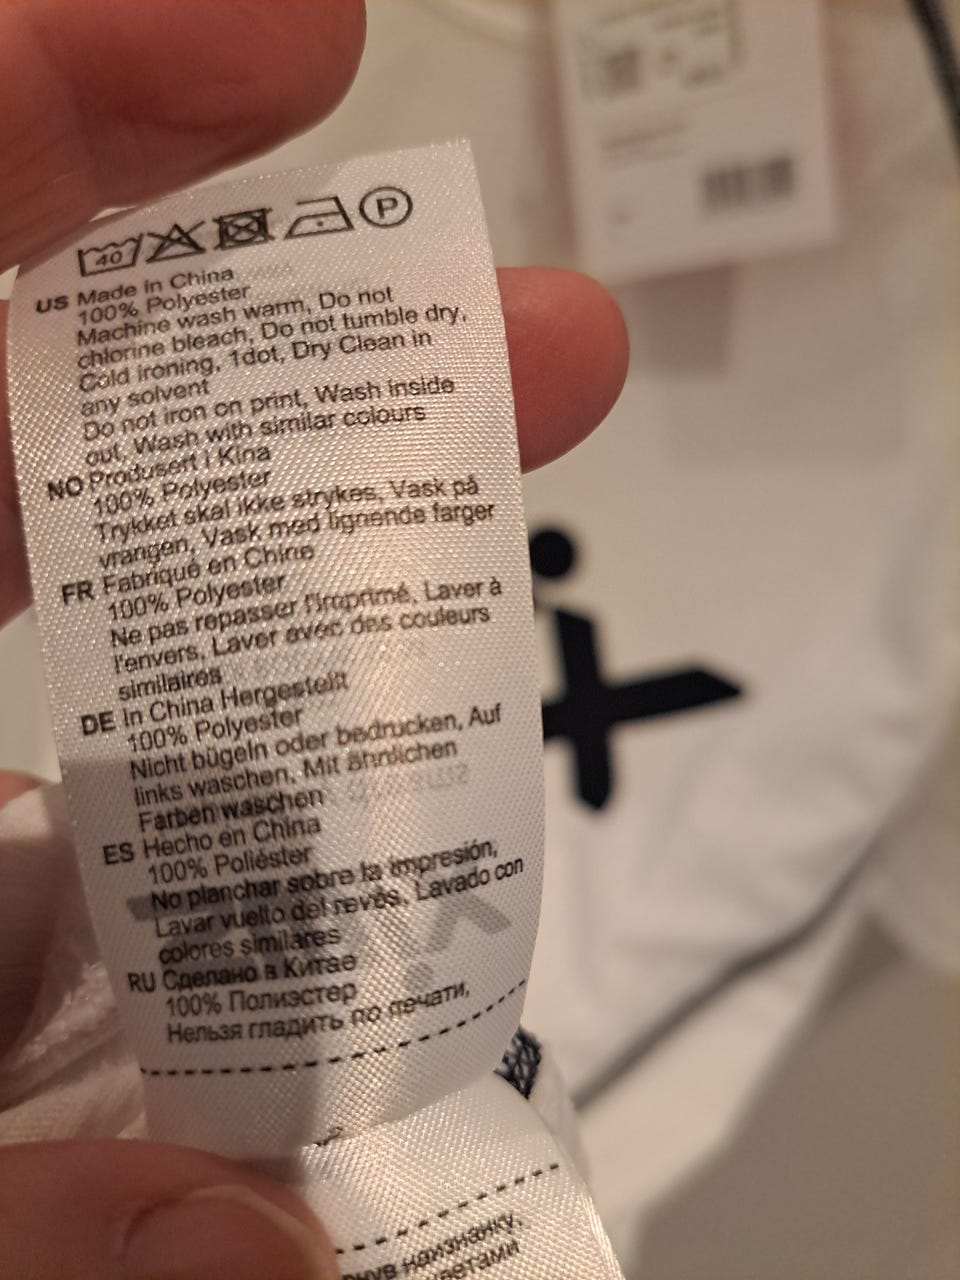 40 P
US Made in China
100% Polyester
Machine wash warm, Do not
chlorine bleach, Do not tumble dry,
Cold ironing, 1dot, Dry Clean in
any solvent
Do not iron on print, Wash inside
out, Wash with similar colours
NO Produsert i Kina
100% Polyester
Trykket skal ikke strykes, Vask på
vrangen, Vask med lignende farger
FR Fabriqué en Chine
100% Polyester
Ne pas repasser l'imprimé, Laver à
l'envers, Laver avec des couleurs
similaires
DE In China Hergestellt
100% Polyester
Nicht bügeln oder bedrucken, Auf
links waschen, Mit ähnlichen
Farben waschen
ES Hecho en China
100% Poliéster
No planchar sobre la impresión,
Lavar vuelto del revés, Lavado con
colores similares
RU Сделано в Китае
100% Полиэстер
Нельзя гладить по печати,
наизнанку,